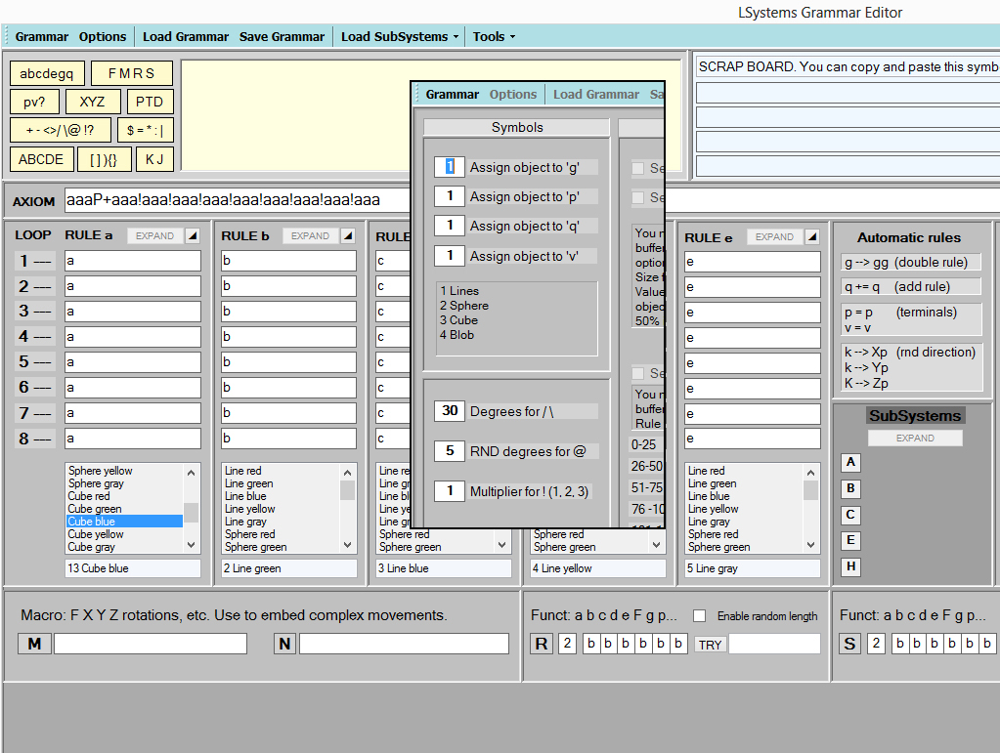 LSystems Grammar Editor
Grammar Options Load Grammar Save Grammar Load SubSystems Tools
abcdegq
F M R S
pv?
XYZ
PTD
+ - <>/ \@ !?
$ = * : |
ABCDE
[ ] ){}
K J
SCRAP BOARD. You can copy and paste this symb
AXIOM
aaaP+aaa!aaa!aaa!aaa!aaa!aaa!aaa!aaa!aaa
LOOP
1 ---
2 ---
3 ---
4 ---
5 ---
6 ---
7 ---
8 ---
RULE a
EXPAND
a
a
a
a
a
a
a
a
Sphere yellow
Sphere gray
Cube red
Cube green
Cube blue
Cube yellow
Cube gray
13 Cube blue
RULE b
EXPAND
b
b
b
b
b
b
b
b
Line red
Line green
Line blue
Line yellow
Line gray
Sphere red
Sphere green
2 Line green
RULE
c
c
c
c
c
c
c
c
Line re
Line gr
Line blu
Line ye
Line gr
Sphere red
Sphere green
3 Line blue
Grammar Options Load Grammar Sa
Symbols
1 Assign object to 'g'
1 Assign object to 'p'
1 Assign object to 'q'
1 Assign object to 'v'
1 Lines
2 Sphere
3 Cube
4 Blob
30 Degrees for / \
5 RND degrees for @
1 Multiplier for ! (1, 2, 3)
Se
Se
You n
buffer
option
Size f
Value
objec
50%
Se
You n
buffer
Rule
0-25
26-50
51-75
76 -10
Sphere red
Sphere green
4 Line yellow
RULE e
EXPAND
e
e
e
e
e
e
e
e
Line red
Line green
Line blue
Line yellow
Line gray
Sphere red
Sphere green
5 Line gray
Automatic rules
g --> gg (double rule)
q += q (add rule)
p = p (terminals)
v = v
k --> Xp (rnd direction)
k --> Yp
K --> Zp
SubSystems
EXPAND
A
B
C
E
H
Macro: F X Y Z rotations, etc. Use to embed complex movements.
M
N
Funct: a b c d e F g p...
Enable random length
R 2 b b b b b b TRY
Funct: a b c d e F g p...
S 2 b b b b b b